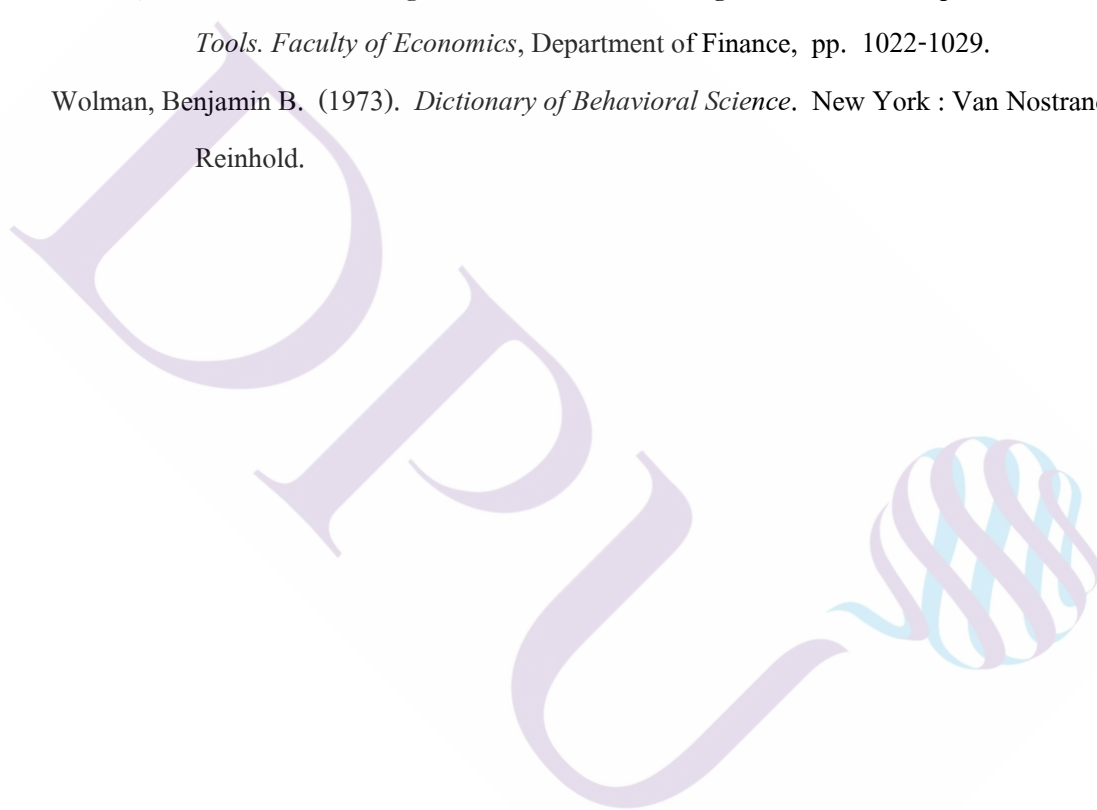 Tools. Faculty of Economics, Department of Finance, pp. 1022-1029.
Wolman, Benjamin B. (1973). Dictionary of Behavioral Science. New York : Van Nostrand
Reinhold.
DPU